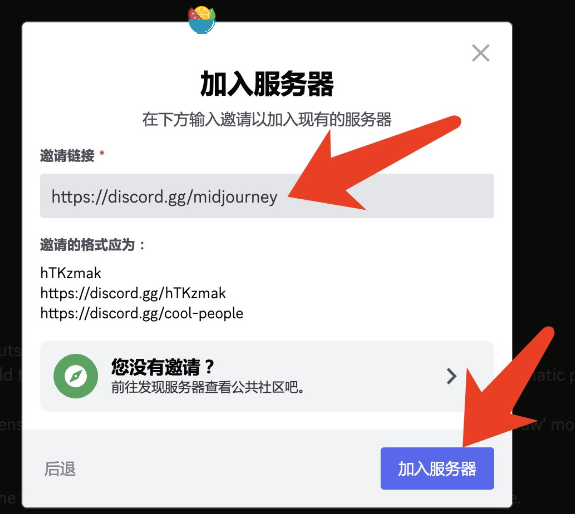 加入服务器
在下方输入邀请以加入现有的服务器
邀请链接 *
https://discord.gg/midjourney
邀请的格式应为：
hTKzmak
https://discord.gg/hTKzmak
https://discord.gg/cool-people
您没有邀请？
前往发现服务器查看公共社区吧。
后退
加入服务器